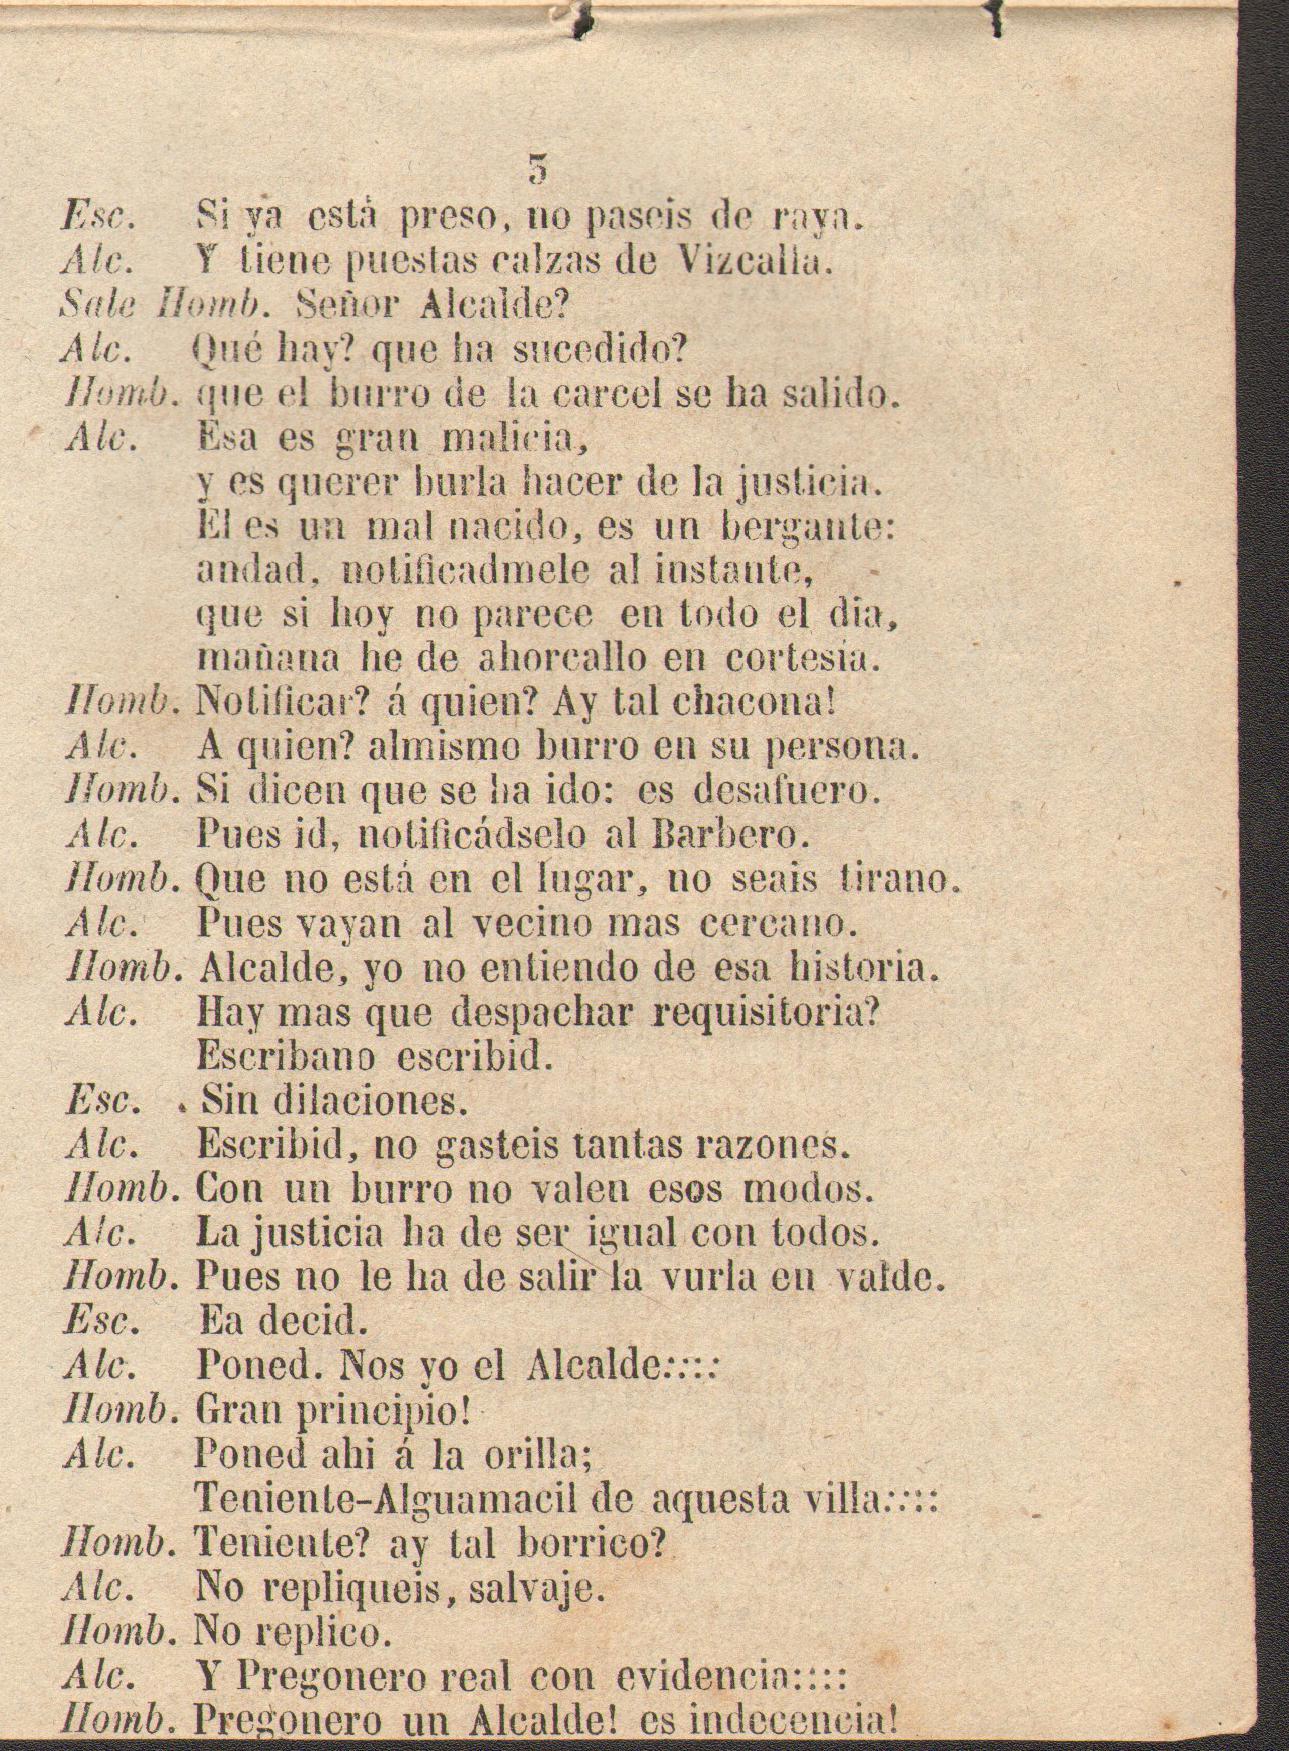 5
Esc. Si ya está preso, no paseis de raya.
Alc. Y tiene puestas calzas de Vizcalla.
Sale Homb. Señor Alcalde?
Alc. Qué hay? que ha sucedido?
Homb. que el burro de la carcel se ha salido.
Alc. Esa es gran malicia,
y es querer burla hacer de la justicia.
El es un mal nacido, es un bergante:
andad, notificadmele al instante,
que si hoy no parece en todo el dia,
mañana he de ahorcallo en cortesía.
Homb. Notificar? á quien? Ay tal chacona!
Alc. A quien? almismo burro en su persona.
Homb. Si dicen que se ha ido: es desafuero.
Alc. Pues id, notificádselo al Barbero.
Homb. Que no está en el lugar, no seais tirano.
Alc. Pues vayan al vecino mas cercano.
Homb. Alcalde, yo no entiendo de esa historia.
Alc. Hay mas que despachar requisitoria?
Escribano escribid.
Esc. Sin dilaciones.
Alc. Escribid, no gasteis tantas razones.
Homb. Con un burro no valen esos modos.
Alc. La justicia ha de ser igual con todos.
Homb. Pues no le ha de salir la vurla en valde.
Esc. Ea decid.
Alc. Poned. Nos yo el Alcalde::::
Homb. Gran principio!
Alc. Poned ahi á la orilla;
Teniente-Alguamacil de aquesta villa::::
Homb. Teniente? ay tal borrico?
Alc. No repliqueis, salvaje.
Homb. No replico.
Alc. Y Pregonero real con evidencia::::
Homb. Pregonero un Alcalde! es indecencia!